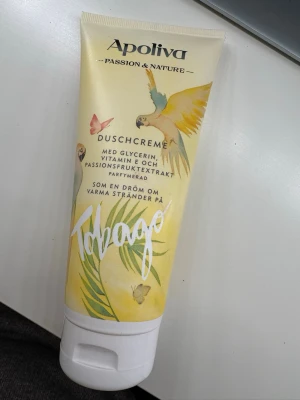 Apoliva
PASSION & NATURE
DUSCHCREME
MED GLYCERIN,
VITAMIN E OCH
PASSIONSFRUKTEXTRAKT
PARFYMERAD
SOM EN DRÖM OM
VARMA STRÄNDER PÅ
Tobago